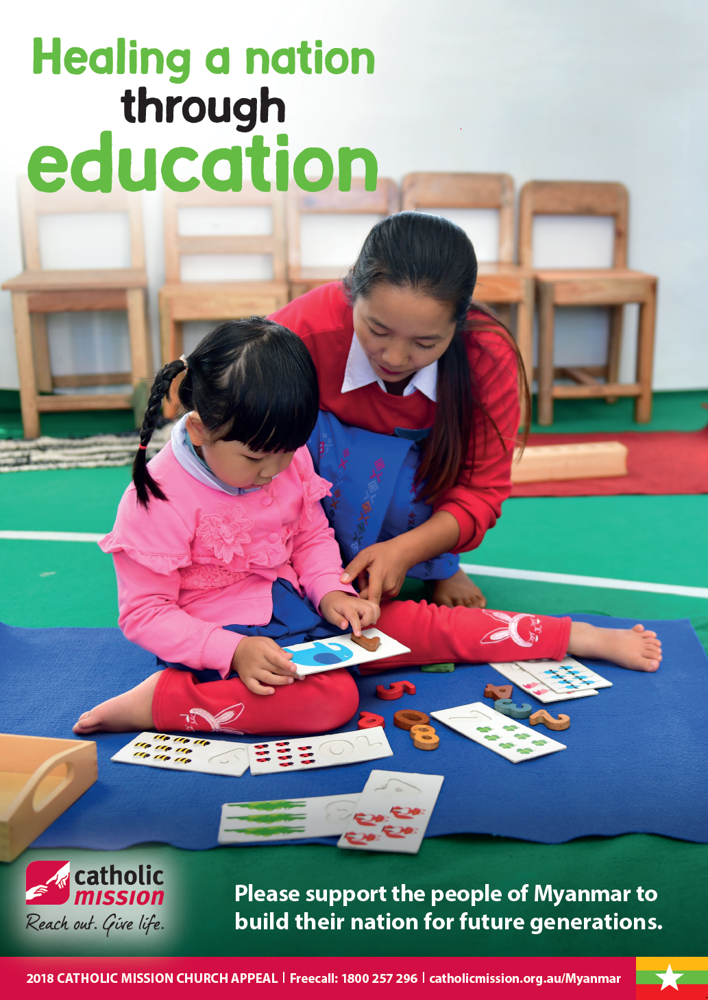 Healing a nation
through
education
catholic
mission
Reach out. Give life.
Please support the people of Myanmar to
build their nation for future generations.
2018 CATHOLIC MISSION CHURCH APPEAL | Freecall: 1800 257 296 | catholicmission.org.au/Myanmar